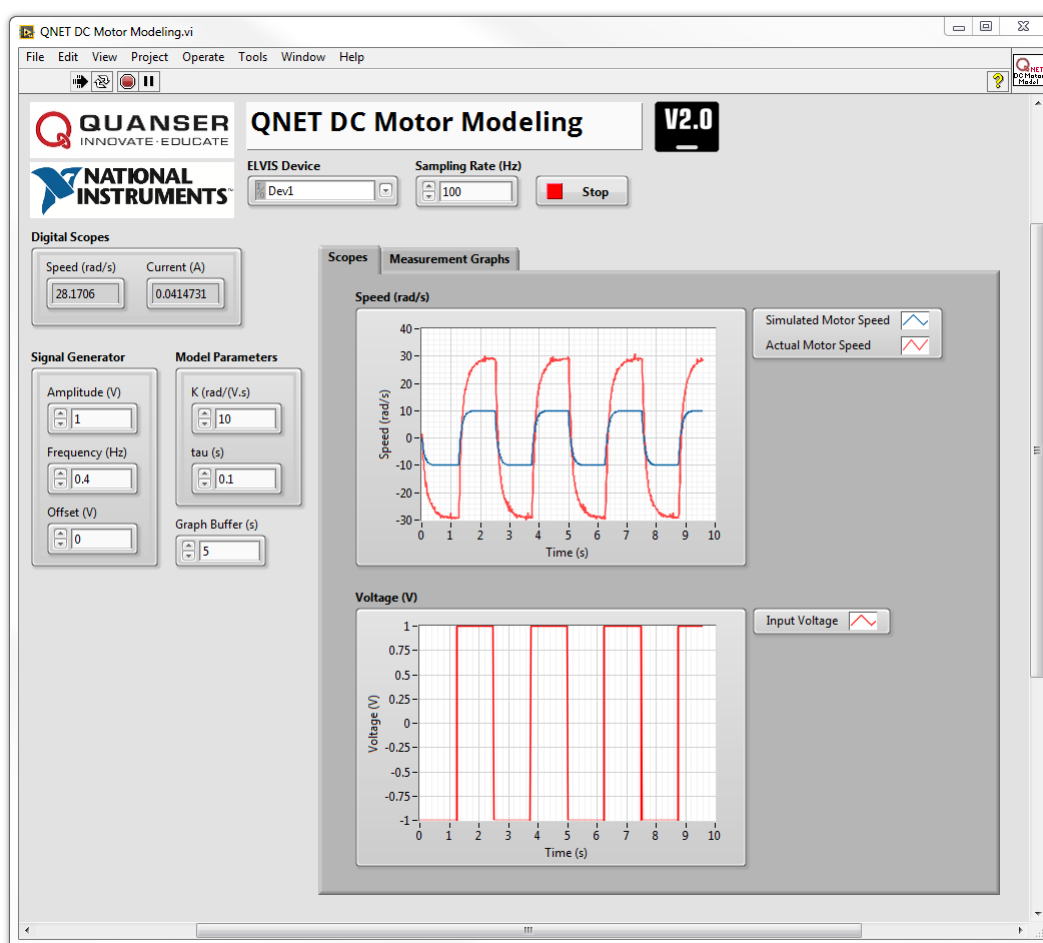 QNET DC Motor Modeling.vi
File Edit View Project Operate Tools Window Help
QNET
DC Motor
Model
QUANSER
INNOVATE·EDUCATE
QNET DC Motor Modeling
V2.0
NATIONAL
INSTRUMENTS
ELVIS Device
Dev1
Sampling Rate (Hz)
100
Stop
Digital Scopes
Speed (rad/s) Current (A)
28.1706 0.0414731
Signal Generator
Amplitude (V)
1
Frequency (Hz)
0.4
Offset (V)
0
Model Parameters
K (rad/(V.s)
10
tau (s)
0.1
Graph Buffer (s)
5
Scopes Measurement Graphs
Speed (rad/s)
40
30
20
10
0
-10
-20
-30
Speed (rad/s)
0 1 2 3 4 5 6 7 8 9 10
Time (s)
Simulated Motor Speed
Actual Motor Speed
Voltage (V)
1
0.75
0.5
0.25
0
-0.25
-0.5
-0.75
-1
Voltage (V)
0 1 2 3 4 5 6 7 8 9 10
Time (s)
Input Voltage